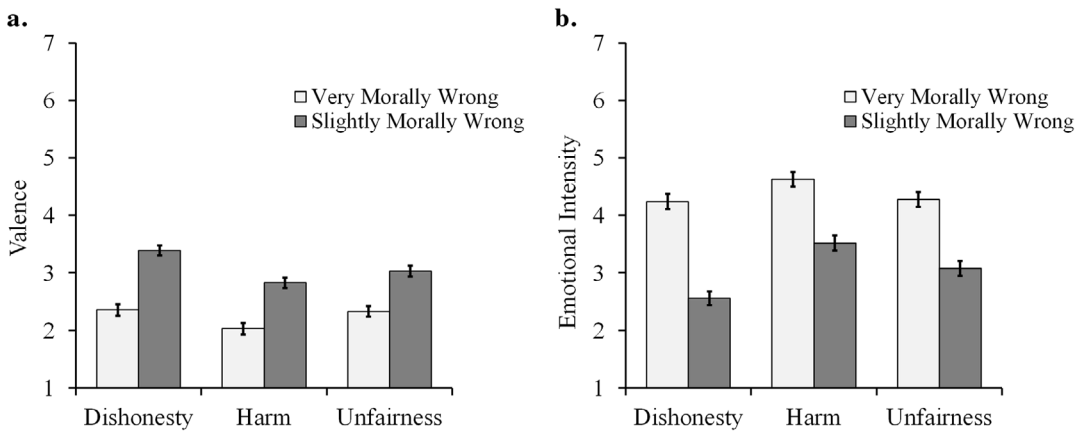 a.
7
6
5
4
3
2
1
Valence
Very Morally Wrong
Slightly Morally Wrong
Dishonesty Harm Unfairness
b.
7
6
5
4
3
2
1
Emotional Intensity
Very Morally Wrong
Slightly Morally Wrong
Dishonesty Harm Unfairness